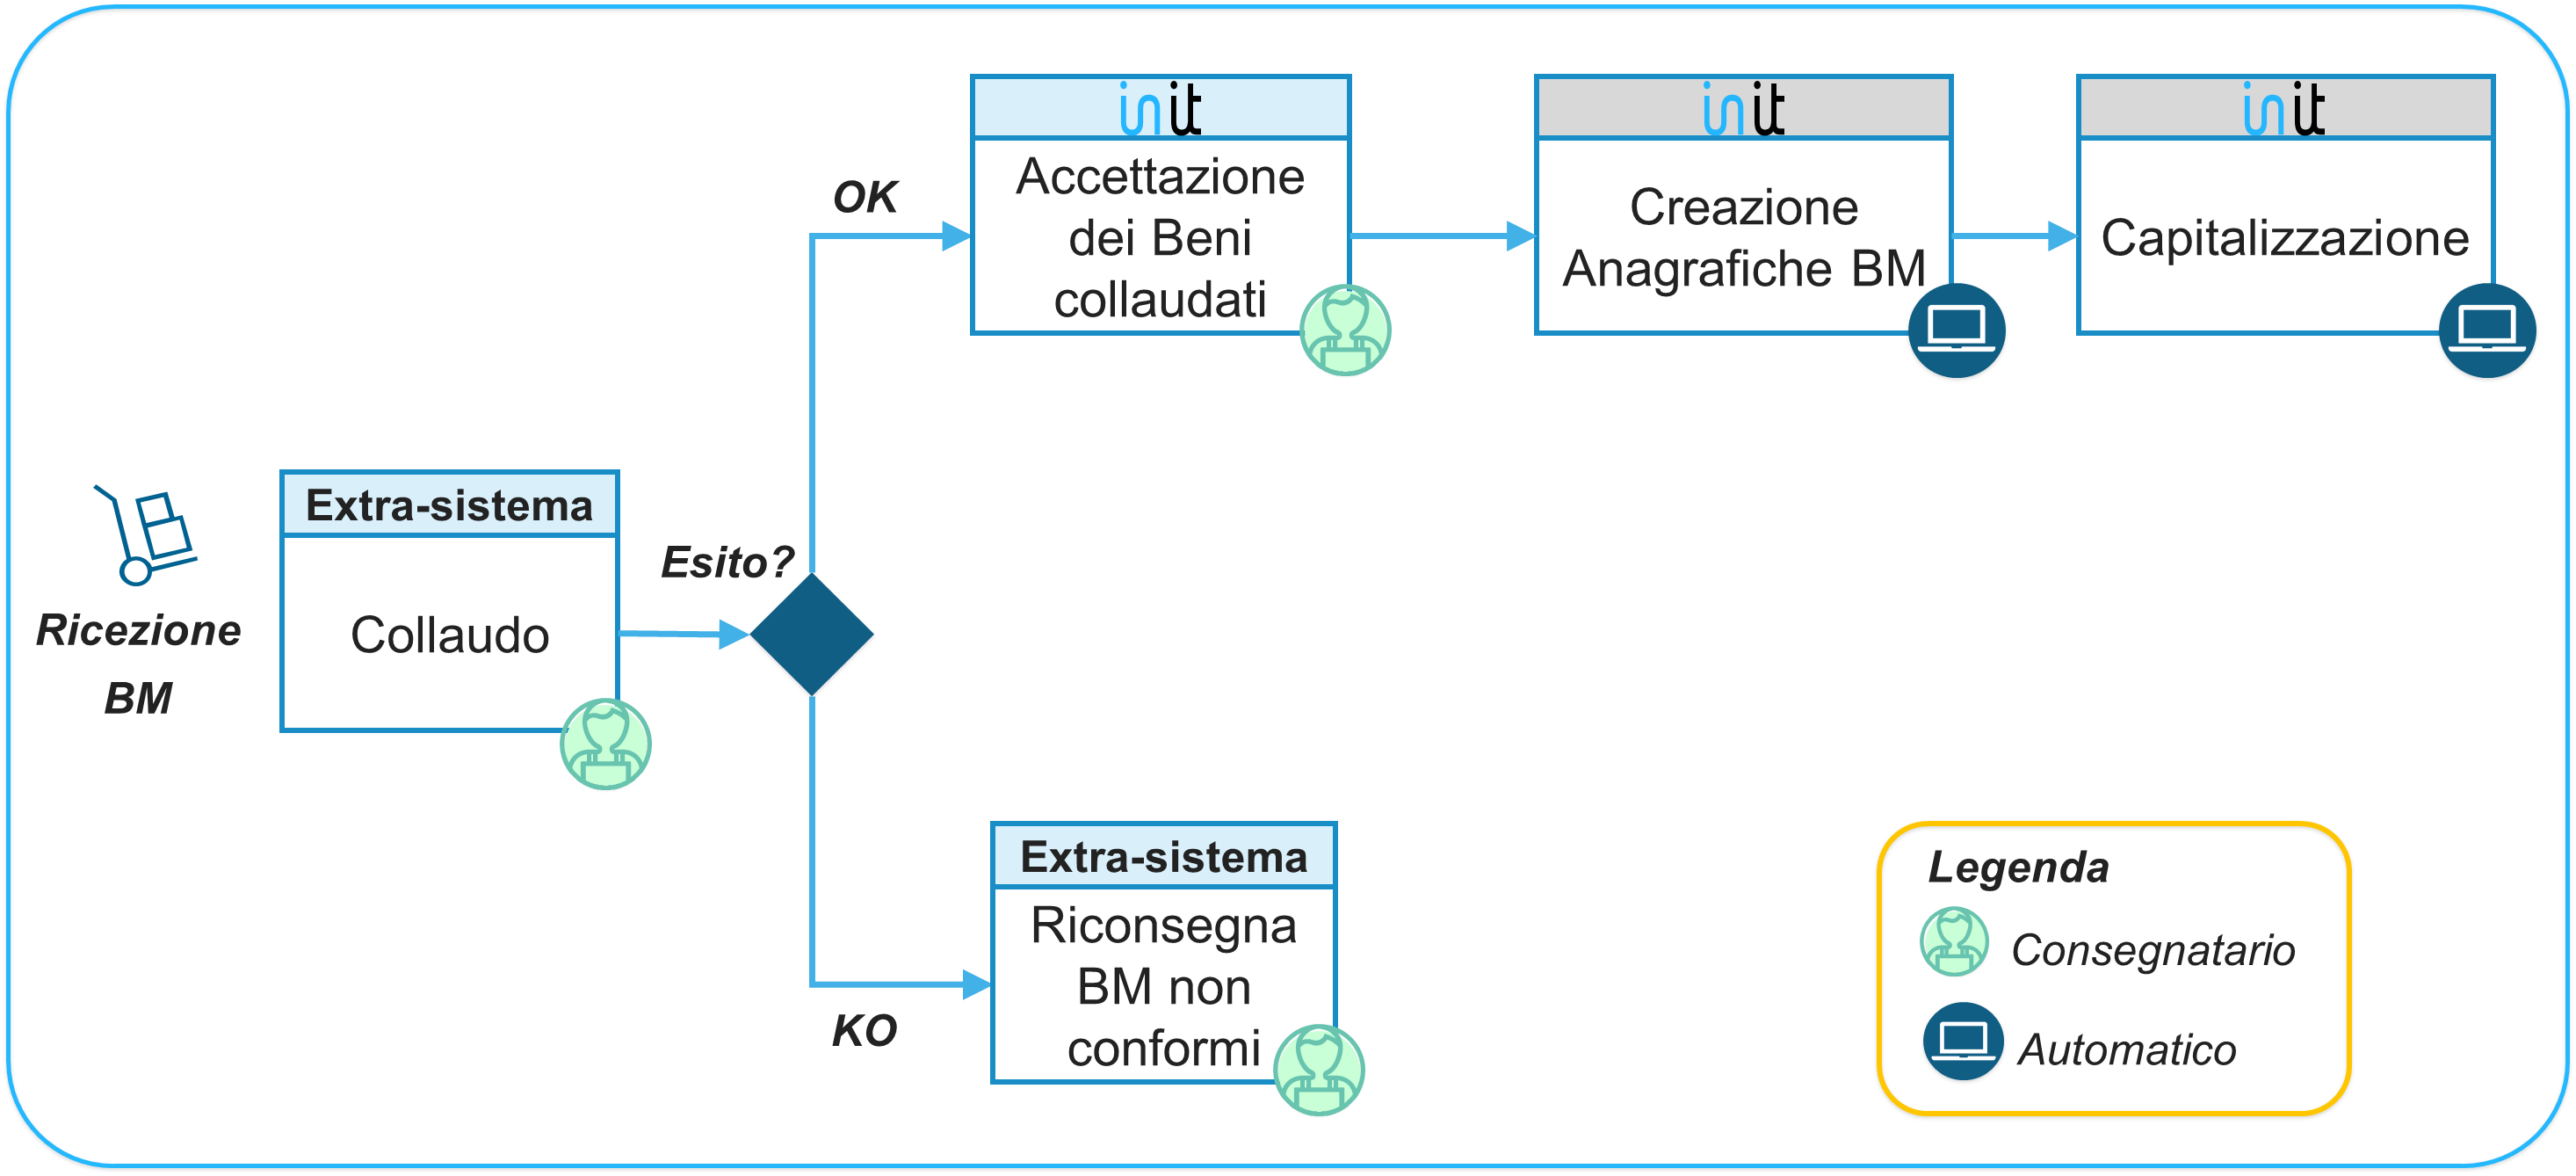 Ricezione
BM
Extra-sistema
Collaudo
Esito?
OK
init
Accettazione
dei Beni
collaudati
init
Creazione
Anagrafiche BM
init
Capitalizzazione
KO
Extra-sistema
Riconsegna
BM non
conformi
Legenda
Consegnatario
Automatico